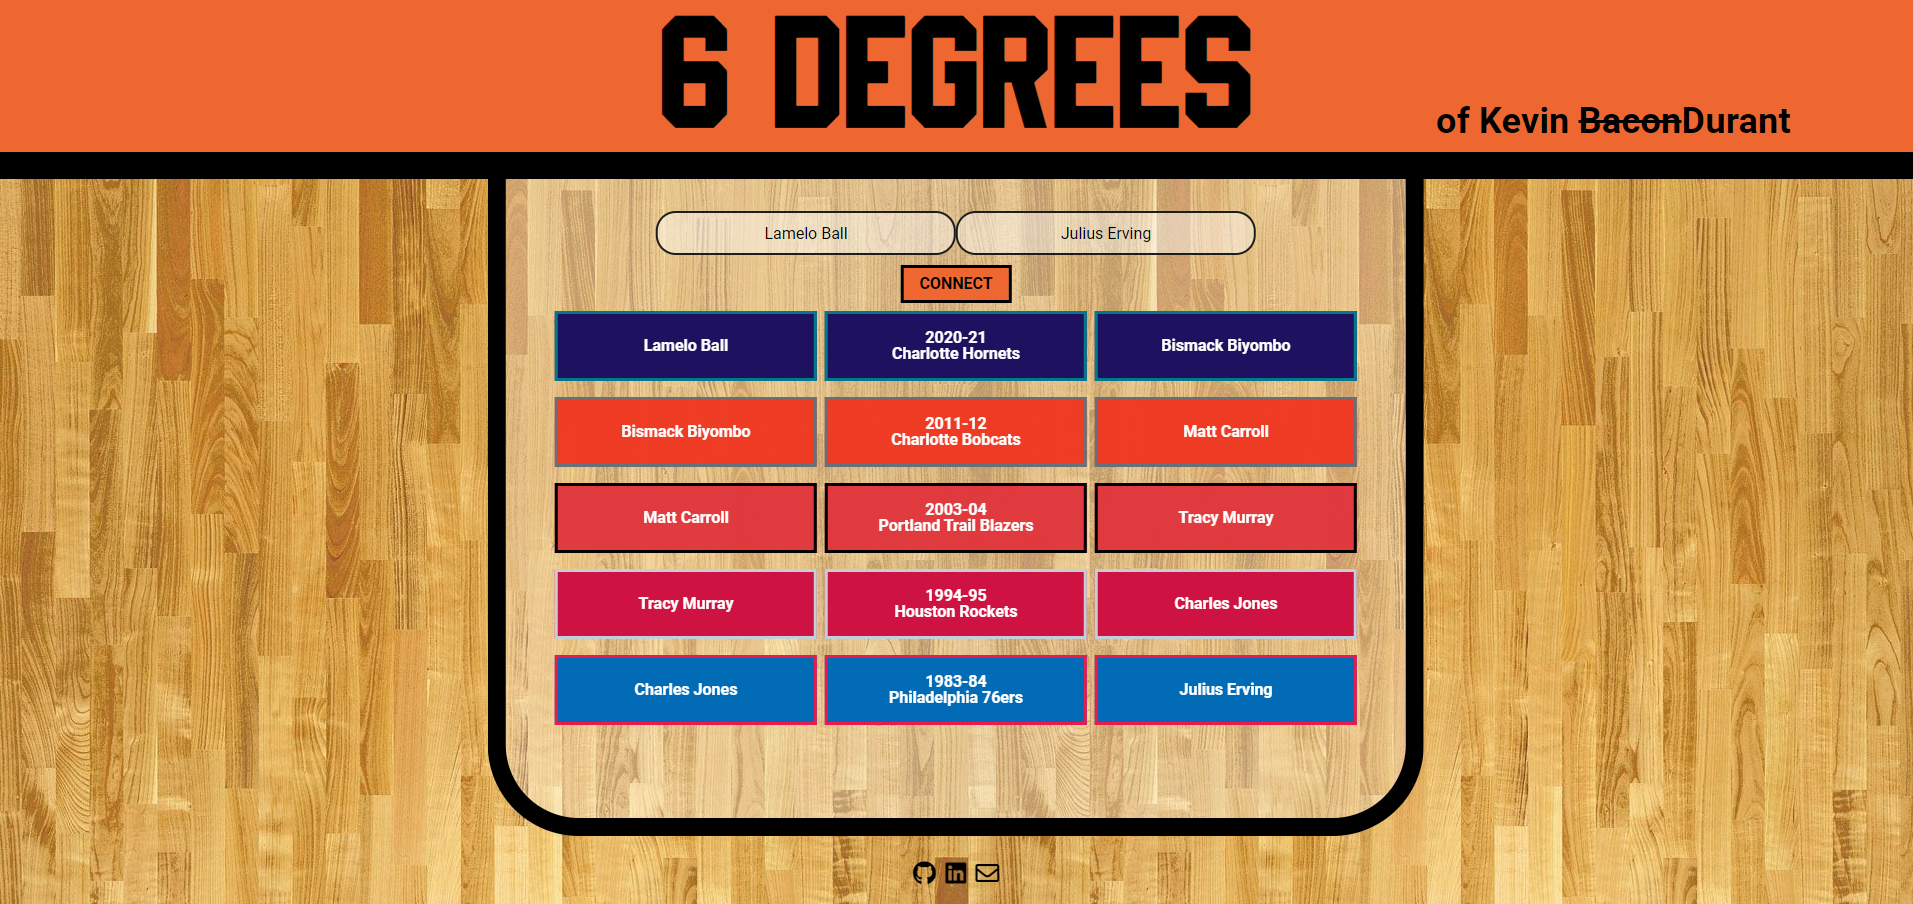 6 DEGREES
of Kevin BaconDurant
Lamelo Ball
Julius Erving
CONNECT
Lamelo Ball
2020-21
Charlotte Hornets
Bismack Biyombo
Bismack Biyombo
2011-12
Charlotte Bobcats
Matt Carroll
Matt Carroll
2003-04
Portland Trail Blazers
Tracy Murray
Tracy Murray
1994-95
Houston Rockets
Charles Jones
Charles Jones
1983-84
Philadelphia 76ers
Julius Erving
in